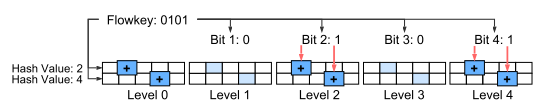 Flowkey: 0101
Bit 1: 0
Bit 2: 1
Bit 3: 0
Bit 4: 1
Hash Value: 2
Hash Value: 4
+
+
+
+
+
+
Level 0
Level 1
Level 2
Level 3
Level 4